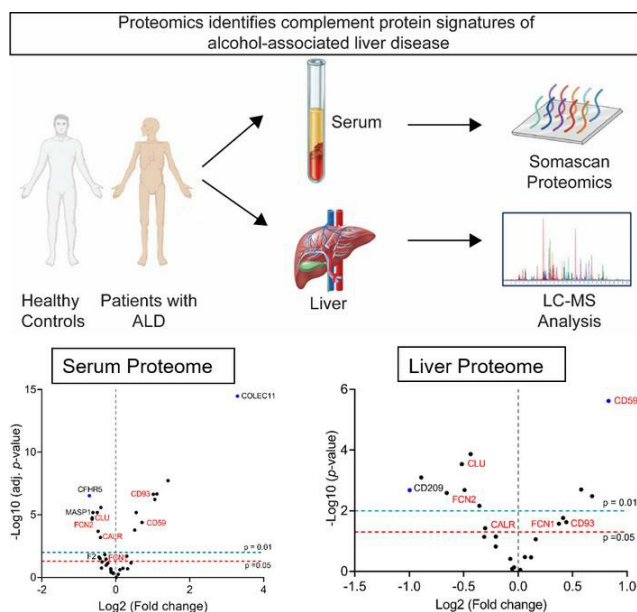 Proteomics identifies complement protein signatures of
alcohol-associated liver disease
Serum
Somascan
Proteomics
Healthy
Controls
Patients with
ALD
Liver
LC-MS
Analysis
Serum Proteome
15
10
5
0
-Log10 (adj. p-value)
COLEC11
CFHR5
CD93
MASP1
CLU
FCN2
CD59
CALR
F2
FCN1
p = 0.01
p =0.05
-2
0
2
4
Log2 (Fold change)
Liver Proteome
6
4
2
0
-Log10 (p-value)
CD59
CLU
CD209
FCN2
p = 0.01
CALR
FCN1
CD93
p =0.05
-1.0
-0.5
0.0
0.5
1.0
Log2 (Fold change)